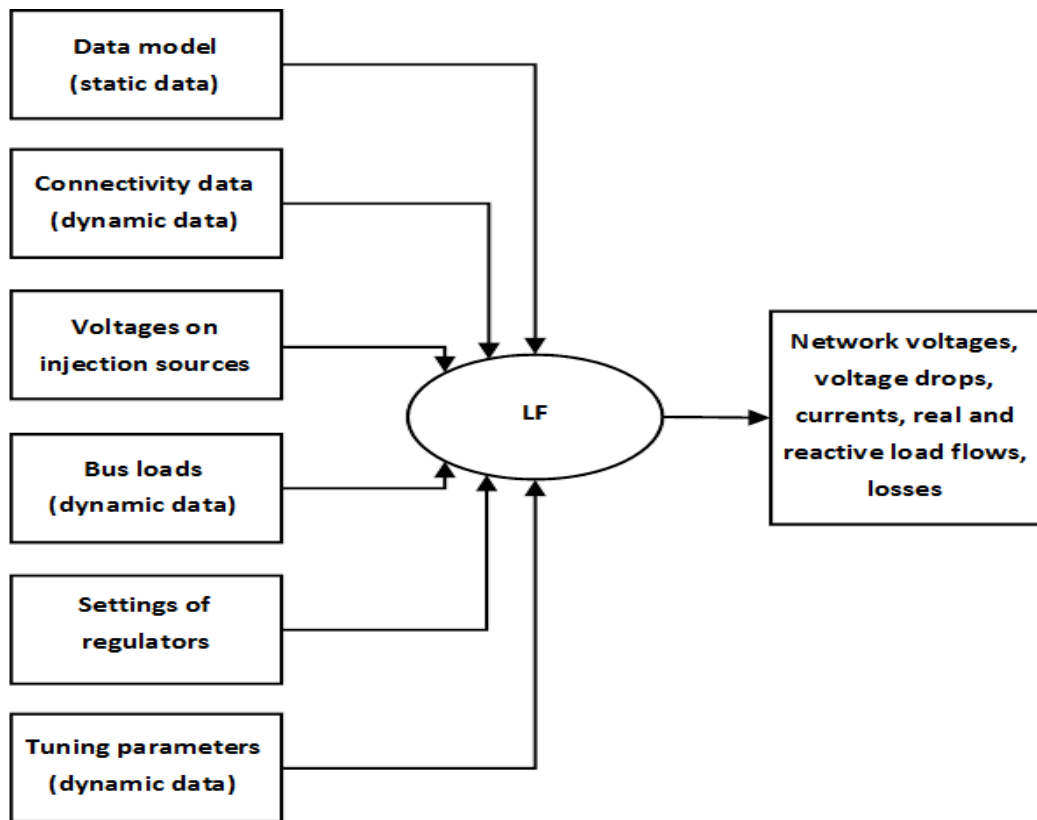 Data model
(static data)
Connectivity data
(dynamic data)
Voltages on
injection sources
Bus loads
(dynamic data)
Settings of
regulators
Tuning parameters
(dynamic data)
LF
Network voltages,
voltage drops,
currents, real and
reactive load flows,
losses